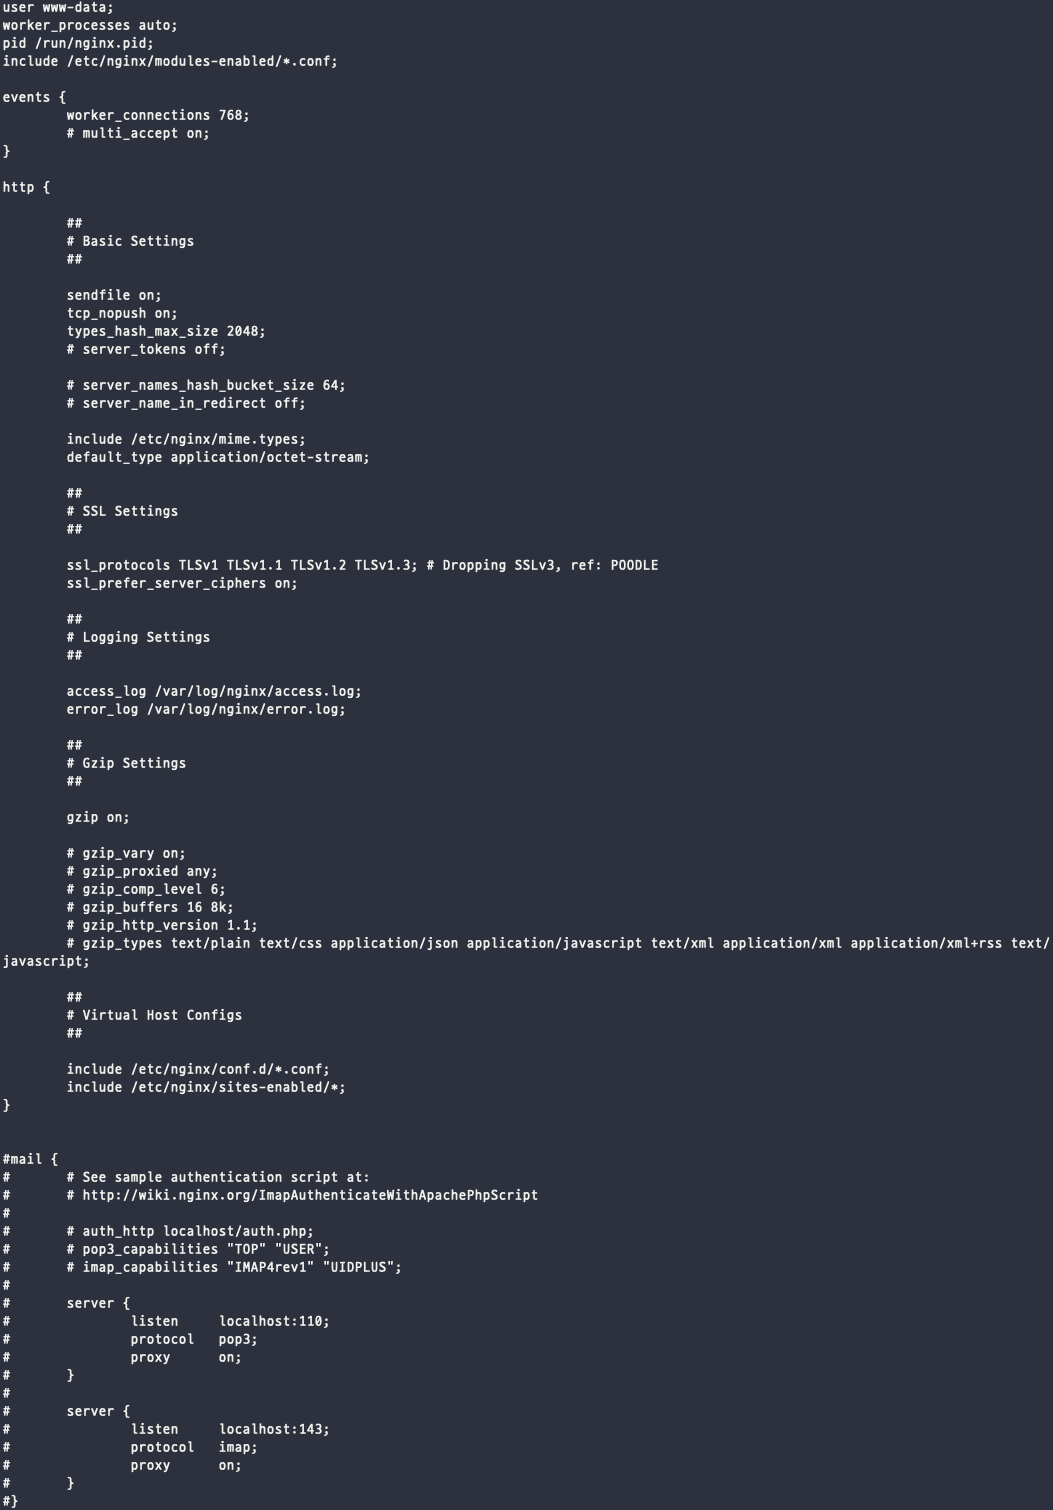 user www-data;
worker_processes auto;
pid /run/nginx.pid;
include /etc/nginx/modules-enabled/*.conf;

events {
        worker_connections 768;
        # multi_accept on;
}

http {

        ##
        # Basic Settings
        ##

        sendfile on;
        tcp_nopush on;
        types_hash_max_size 2048;
        # server_tokens off;

        # server_names_hash_bucket_size 64;
        # server_name_in_redirect off;

        include /etc/nginx/mime.types;
        default_type application/octet-stream;

        ##
        # SSL Settings
        ##

        ssl_protocols TLSv1 TLSv1.1 TLSv1.2 TLSv1.3; # Dropping SSLv3, ref: POODLE
        ssl_prefer_server_ciphers on;

        ##
        # Logging Settings
        ##

        access_log /var/log/nginx/access.log;
        error_log /var/log/nginx/error.log;

        ##
        # Gzip Settings
        ##

        gzip on;

        # gzip_vary on;
        # gzip_proxied any;
        # gzip_comp_level 6;
        # gzip_buffers 16 8k;
        # gzip_http_version 1.1;
        # gzip_types text/plain text/css application/json application/javascript text/xml application/xml application/xml+rss text/
javascript;

        ##
        # Virtual Host Configs
        ##

        include /etc/nginx/conf.d/*.conf;
        include /etc/nginx/sites-enabled/*;
}


#mail {
#       # See sample authentication script at:
#       # http://wiki.nginx.org/ImapAuthenticateWithApachePhpScript
#
#       # auth_http localhost/auth.php;
#       # pop3_capabilities "TOP" "USER";
#       # imap_capabilities "IMAP4rev1" "UIDPLUS";
#
#       server {
#               listen     localhost:110;
#               protocol   pop3;
#               proxy      on;
#       }
#
#       server {
#               listen     localhost:143;
#               protocol   imap;
#               proxy      on;
#       }
#}